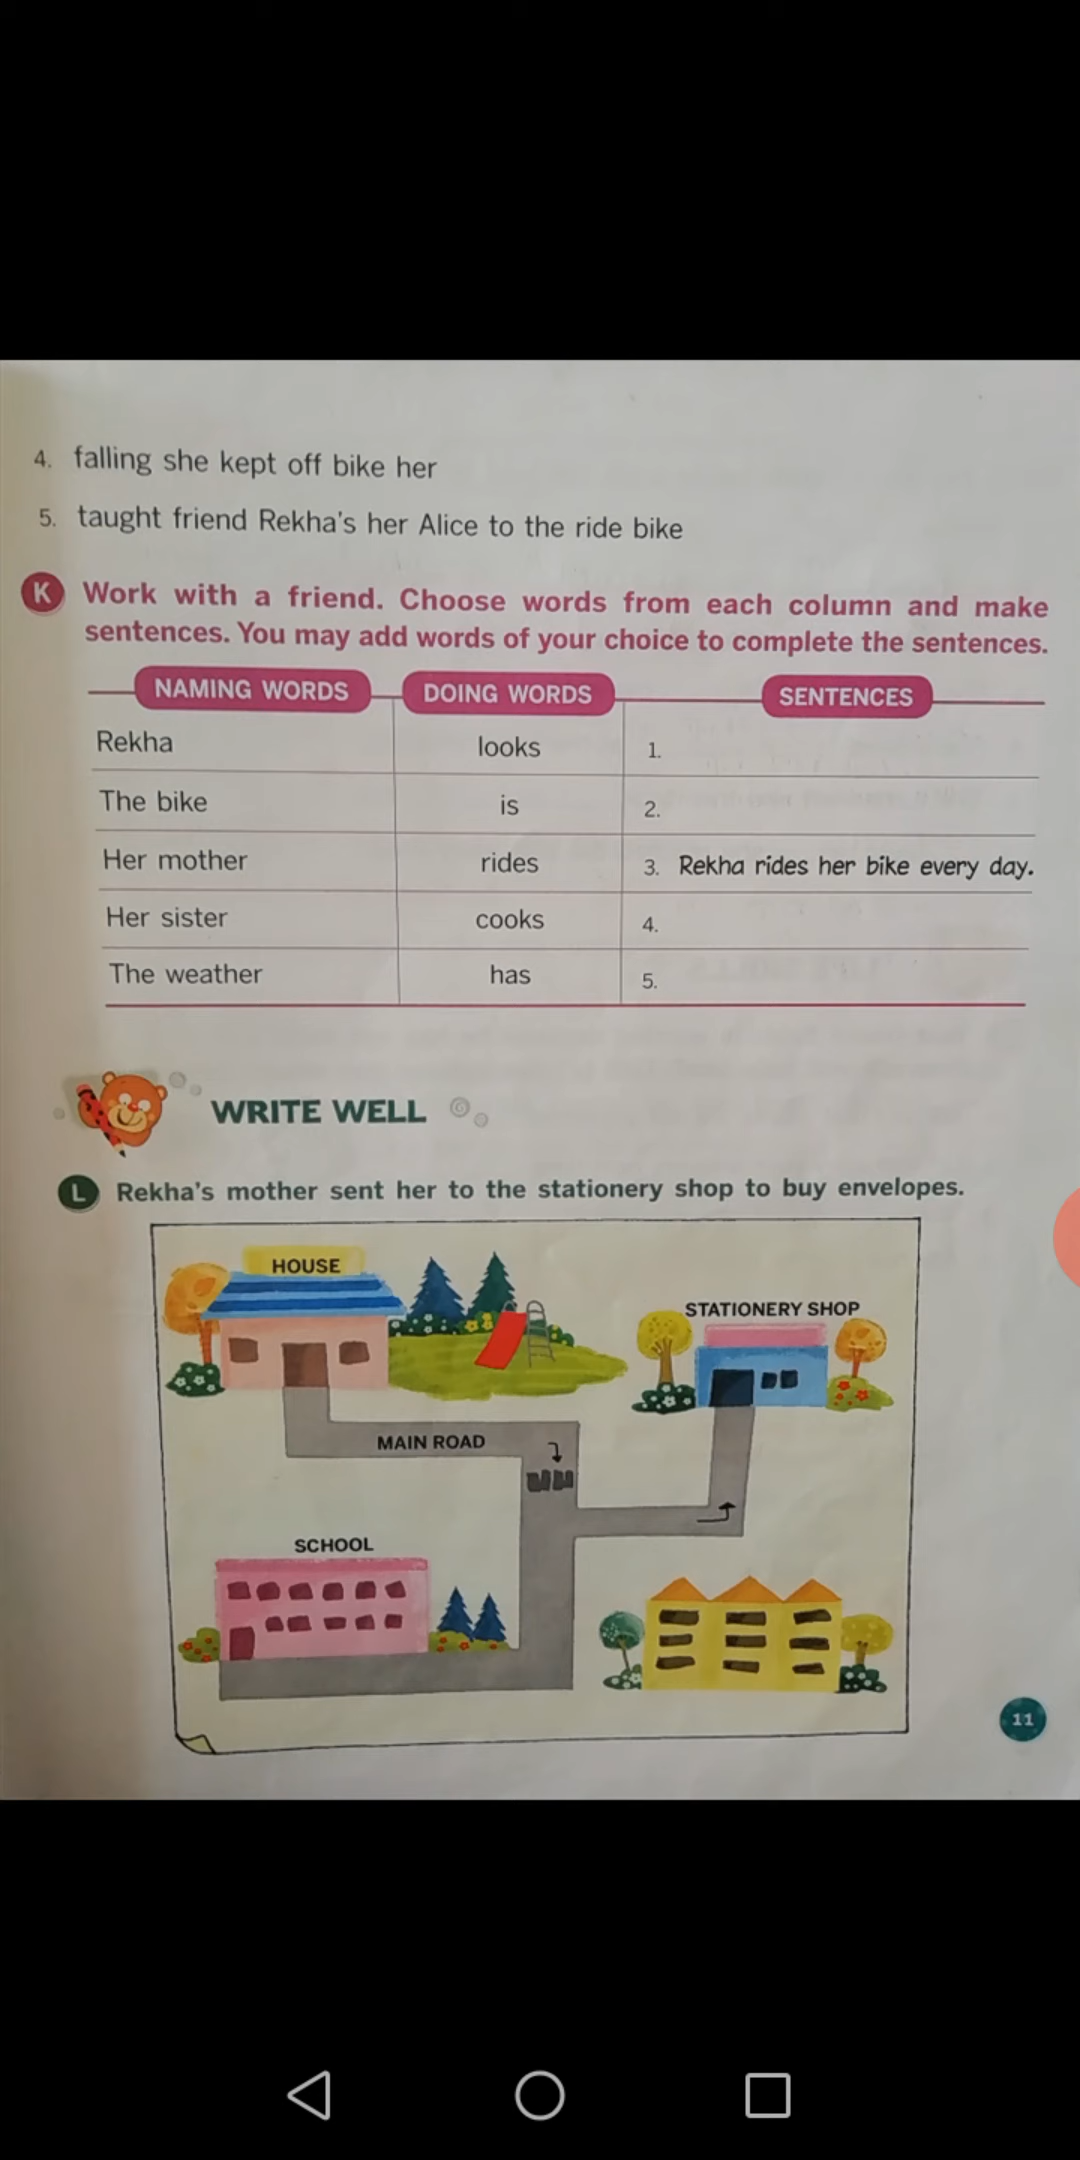 4. falling she kept off bike her
5. taught friend Rekha's her Alice to the ride bike
K Work with a friend. Choose words from each column and make
sentences. You may add words of your choice to complete the sentences.
NAMING WORDS DOING WORDS SENTENCES
Rekha looks 1.
The bike is 2.
Her mother rides 3. Rekha rides her bike every day.
Her sister cooks 4.
The weather has 5.
WRITE WELL
L Rekha's mother sent her to the stationery shop to buy envelopes.
HOUSE
STATIONERY SHOP
MAIN ROAD
SCHOOL
11